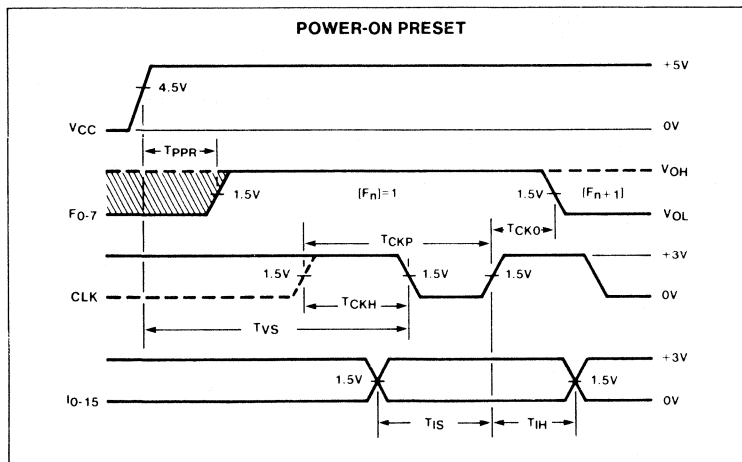 POWER-ON PRESET
+5V
4.5V
VCC
0V
TPPR
VOH
1.5V
[Fn]=1
1.5V
[Fn+1]
F0-7
VOL
TCKO
TCKP
+3V
1.5V
1.5V
1.5V
CLK
0V
TCKH
TVS
+3V
1.5V
1.5V
I0-15
0V
TIS
TIH